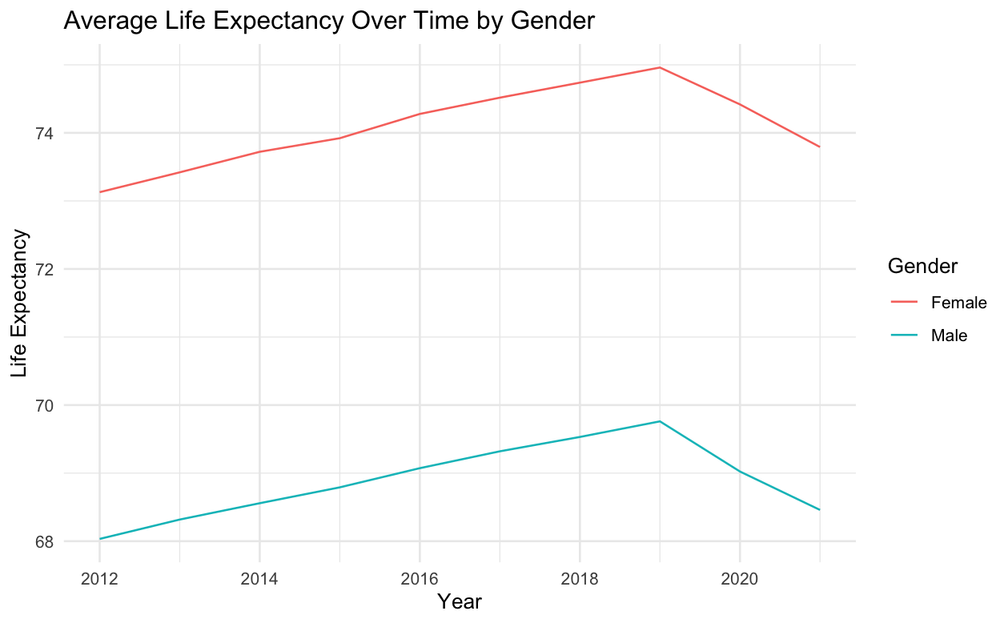 Average Life Expectancy Over Time by Gender
Life Expectancy
74
72
70
68
2012
2014
2016
2018
2020
Year
Gender
Female
Male